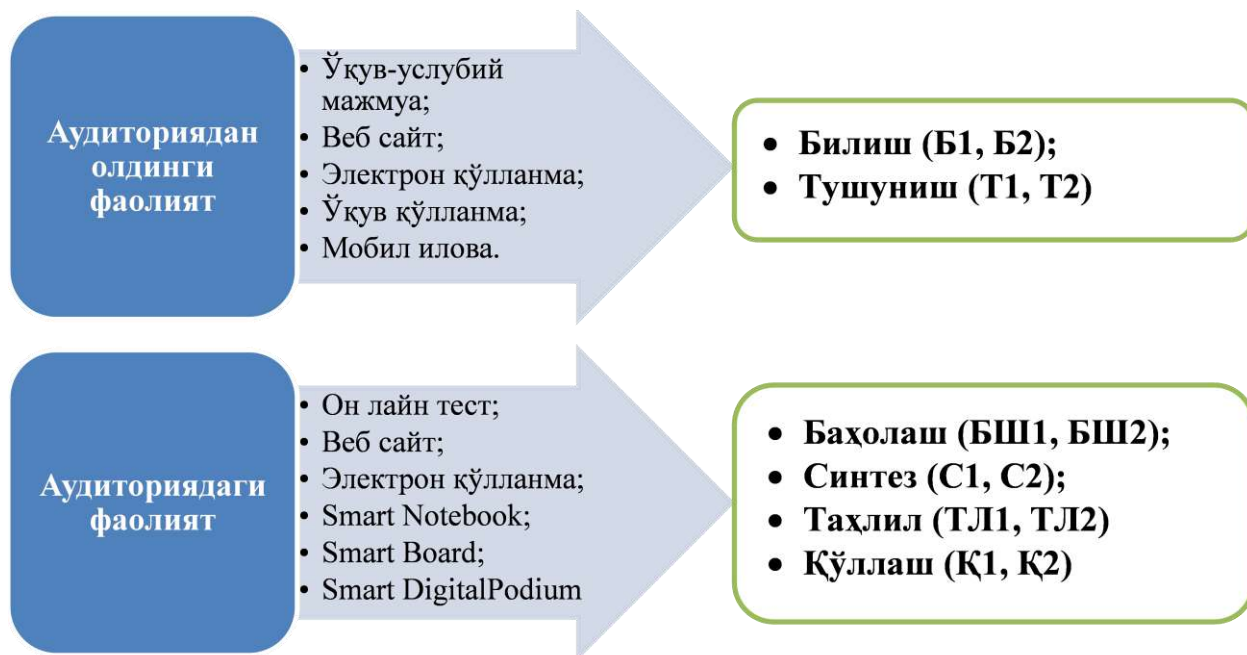 Аудиториядан
олдинги
фаолият
• Ўқув-услубий
мажмуа;
• Веб сайт;
• Электрон қўлланма;
• Ўқув қўлланма;
• Мобил илова.
• Билиш (Б1, Б2);
• Тушуниш (Т1, Т2)
Аудиториядаги
фаолият
• Он лайн тест;
• Веб сайт;
• Электрон қўлланма;
• Smart Notebook;
• Smart Board;
• Smart DigitalPodium
• Баҳолаш (БШ1, БШ2);
• Синтез (С1, С2);
• Таҳлил (ТЛ1, ТЛ2)
• Қўллаш (Қ1, Қ2)